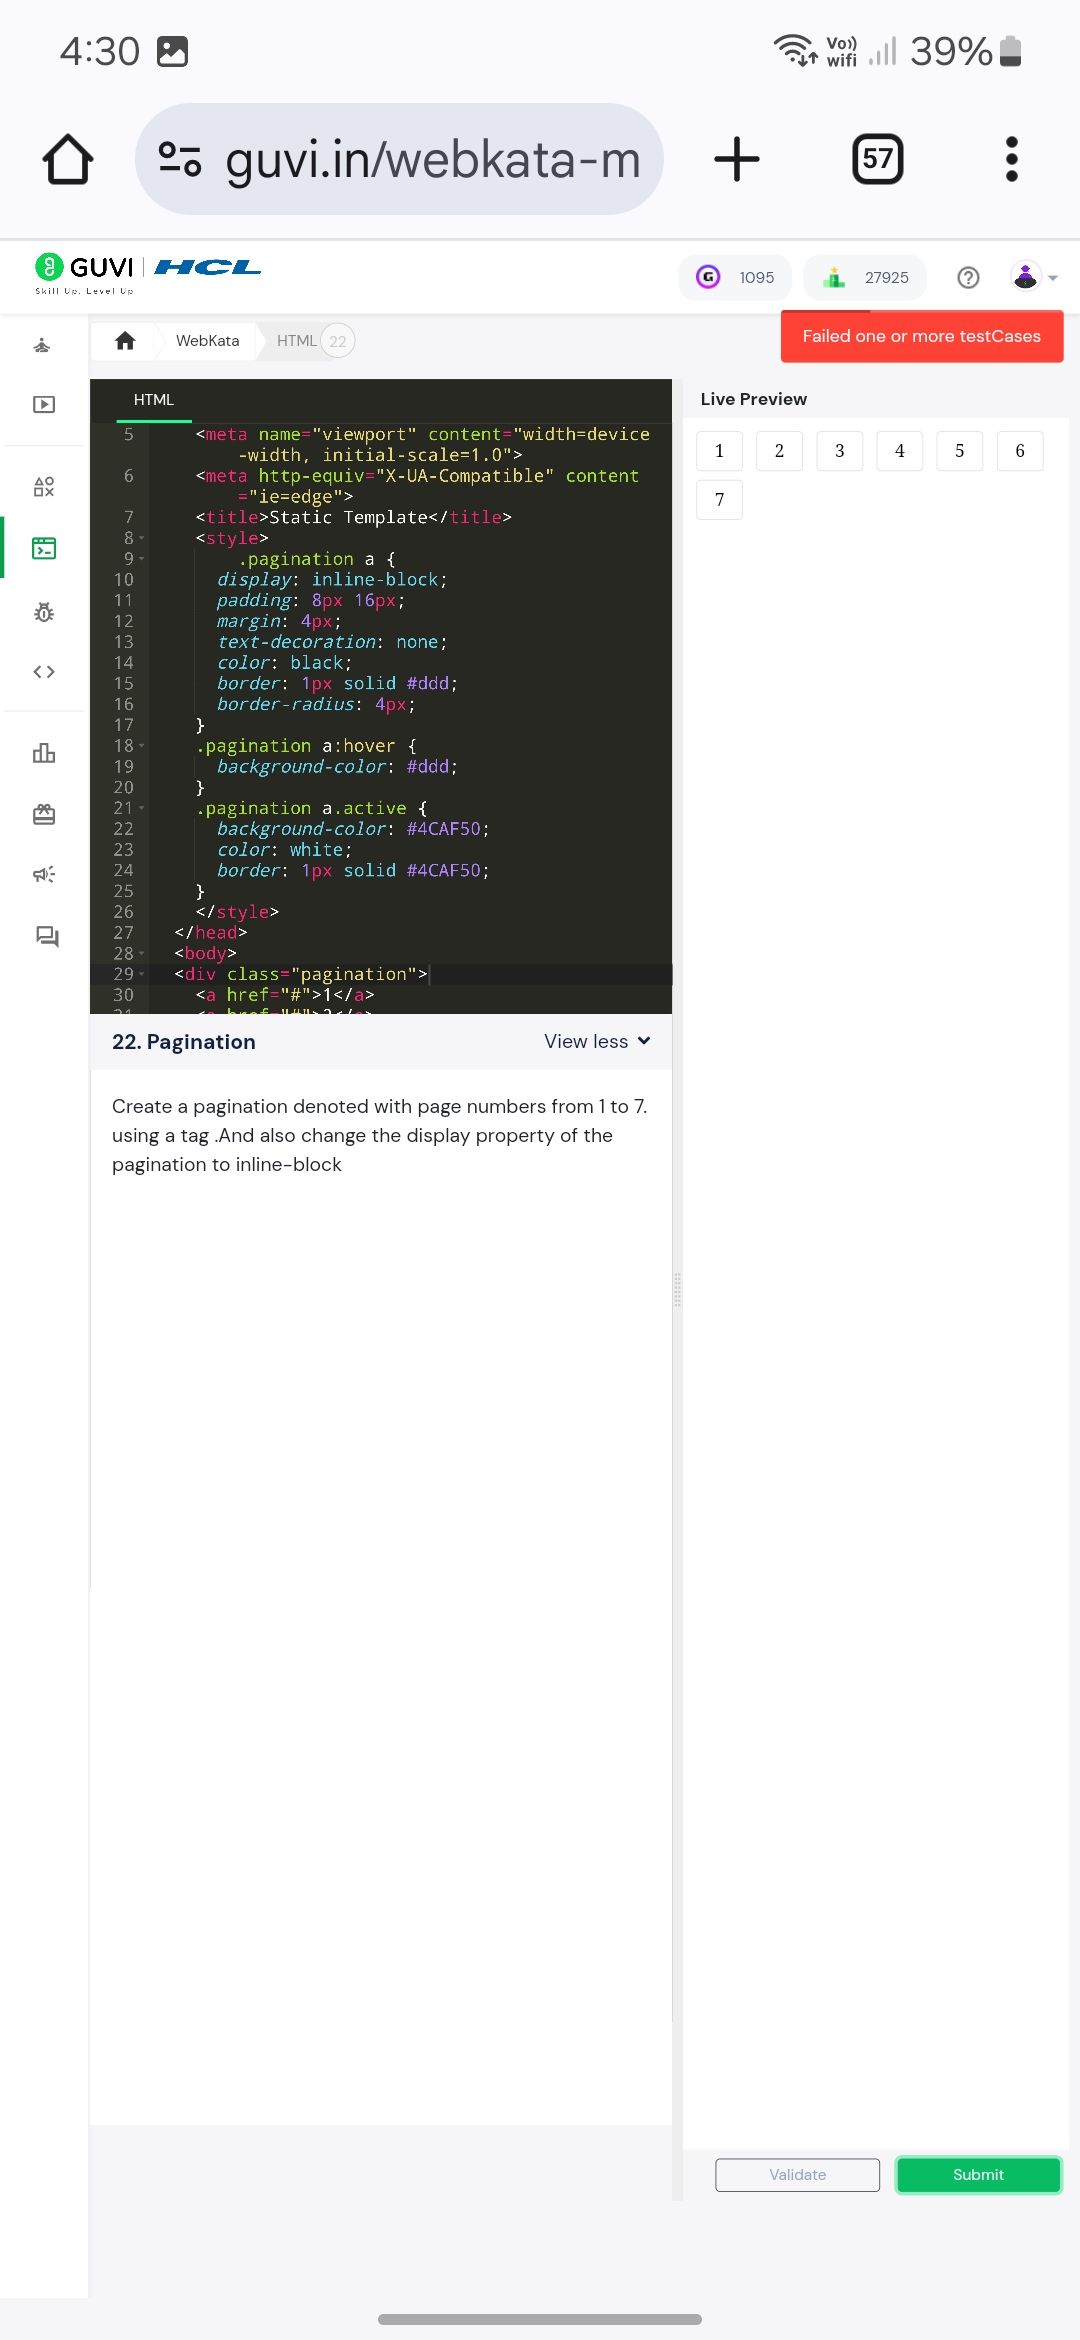 4:30
Vo))
wifi
39%
guvi.in/webkata-m
57
GUVI | HCL
Skill Up. Level Up
1095
27925
WebKata
HTML 22
Failed one or more testCases
HTML
5 <meta name="viewport" content="width=device
-width, initial-scale=1.0">
6 <meta http-equiv="X-UA-Compatible" content
="ie=edge">
7 <title>Static Template</title>
8 <style>
9 .pagination a {
10 display: inline-block;
11 padding: 8px 16px;
12 margin: 4px;
13 text-decoration: none;
14 color: black;
15 border: 1px solid #ddd;
16 border-radius: 4px;
17 }
18 .pagination a:hover {
19 background-color: #ddd;
20 }
21 .pagination a.active {
22 background-color: #4CAF50;
23 color: white;
24 border: 1px solid #4CAF50;
25 }
26 </style>
27 </head>
28 <body>
29 <div class="pagination">
30 <a href="#">1</a>
31 <a href="#">2</a>
Live Preview
1 2 3 4 5 6
7
22. Pagination
View less
Create a pagination denoted with page numbers from 1 to 7.
using a tag .And also change the display property of the
pagination to inline-block
Validate
Submit